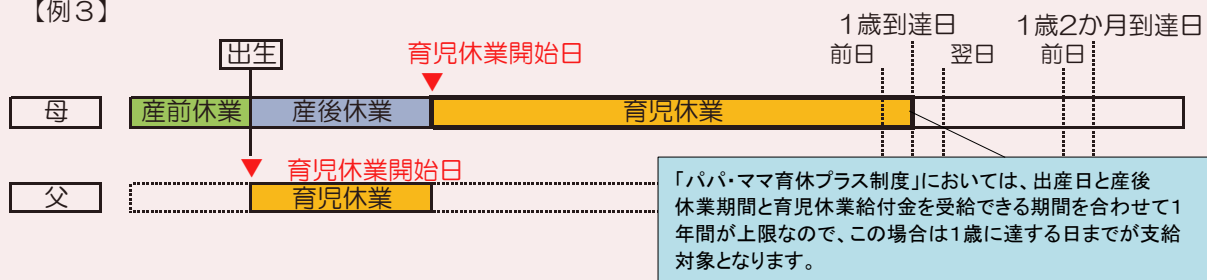 【例３】
１歳到達日
１歳２か月到達日
出生
育児休業開始日
前日
翌日
前日
母
産前休業
産後休業
育児休業
育児休業開始日
父
育児休業
「パパ・ママ育休プラス制度」においては、出産日と産後
休業期間と育児休業給付金を受給できる期間を合わせて１
年間が上限なので、この場合は１歳に達する日までが支給
対象となります。